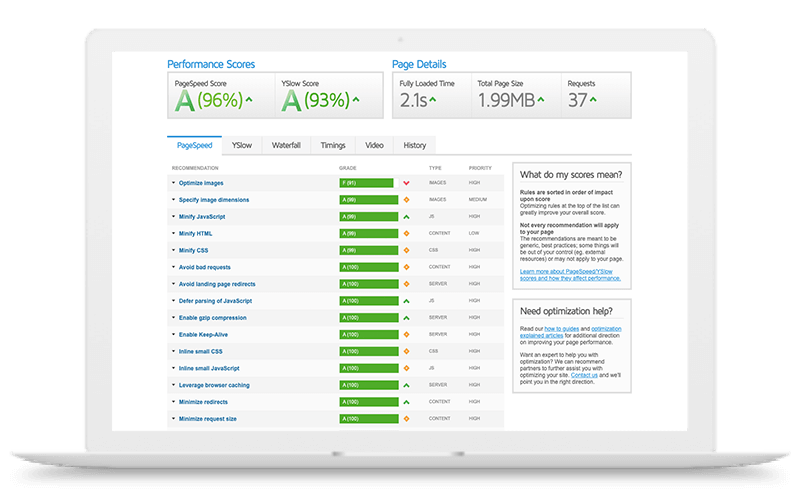 Performance Scores
Page Details
PageSpeed Score
A (96%)
YSlow Score
A (93%)
Fully Loaded Time
2.1s
Total Page Size
1.99MB
Requests
37
PageSpeed YSlow Waterfall Timings Video History
RECOMMENDATION GRADE TYPE PRIORITY
Optimize images F (91) IMAGES HIGH
Specify image dimensions A (99) IMAGES MEDIUM
Minify JavaScript A (99) JS HIGH
Minify HTML A (99) CONTENT LOW
Minify CSS A (99) CSS HIGH
Avoid bad requests A (100) CONTENT HIGH
Avoid landing page redirects A (100) SERVER HIGH
Defer parsing of JavaScript A (100) JS HIGH
Enable gzip compression A (100) SERVER HIGH
Enable Keep-Alive A (100) SERVER HIGH
Inline small CSS A (100) CSS HIGH
Inline small JavaScript A (100) JS HIGH
Leverage browser caching A (100) SERVER HIGH
Minimize redirects A (100) CONTENT HIGH
Minimize request size A (100) CONTENT HIGH
What do my scores mean?
Rules are sorted in order of impact
upon score
Optimizing rules at the top of the list can
greatly improve your overall score.
Not every recommendation will apply
to your page
The recommendations are meant to be
generic, best practices; some things will
be out of your control (eg. external
resources) or may not apply to your page.
Learn more about PageSpeed/YSlow
scores and how they affect performance.
Need optimization help?
Read our how to guides and optimization
explained articles for additional direction
on improving your page performance.
Want an expert to help you with
optimization? We can recommend
partners to further assist you with
optimizing your site. Contact us and we'll
point you in the right direction.